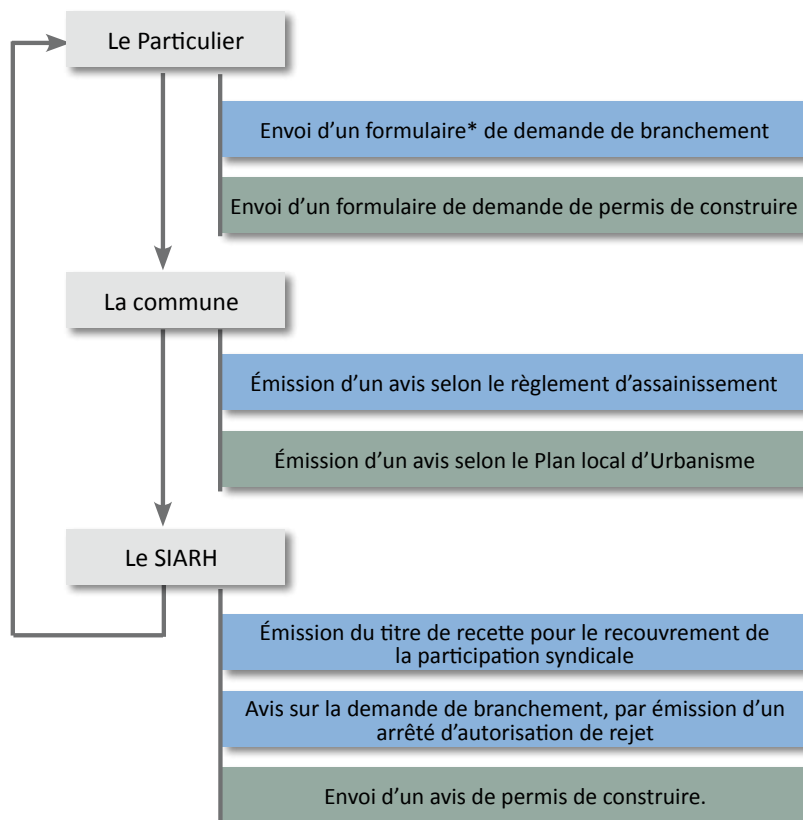 Le Particulier
Envoi d’un formulaire* de demande de branchement
Envoi d’un formulaire de demande de permis de construire
La commune
Émission d’un avis selon le règlement d’assainissement
Émission d’un avis selon le Plan local d’Urbanisme
Le SIARH
Émission du titre de recette pour le recouvrement de
la participation syndicale
Avis sur la demande de branchement, par émission d’un
arrêté d’autorisation de rejet
Envoi d’un avis de permis de construire.